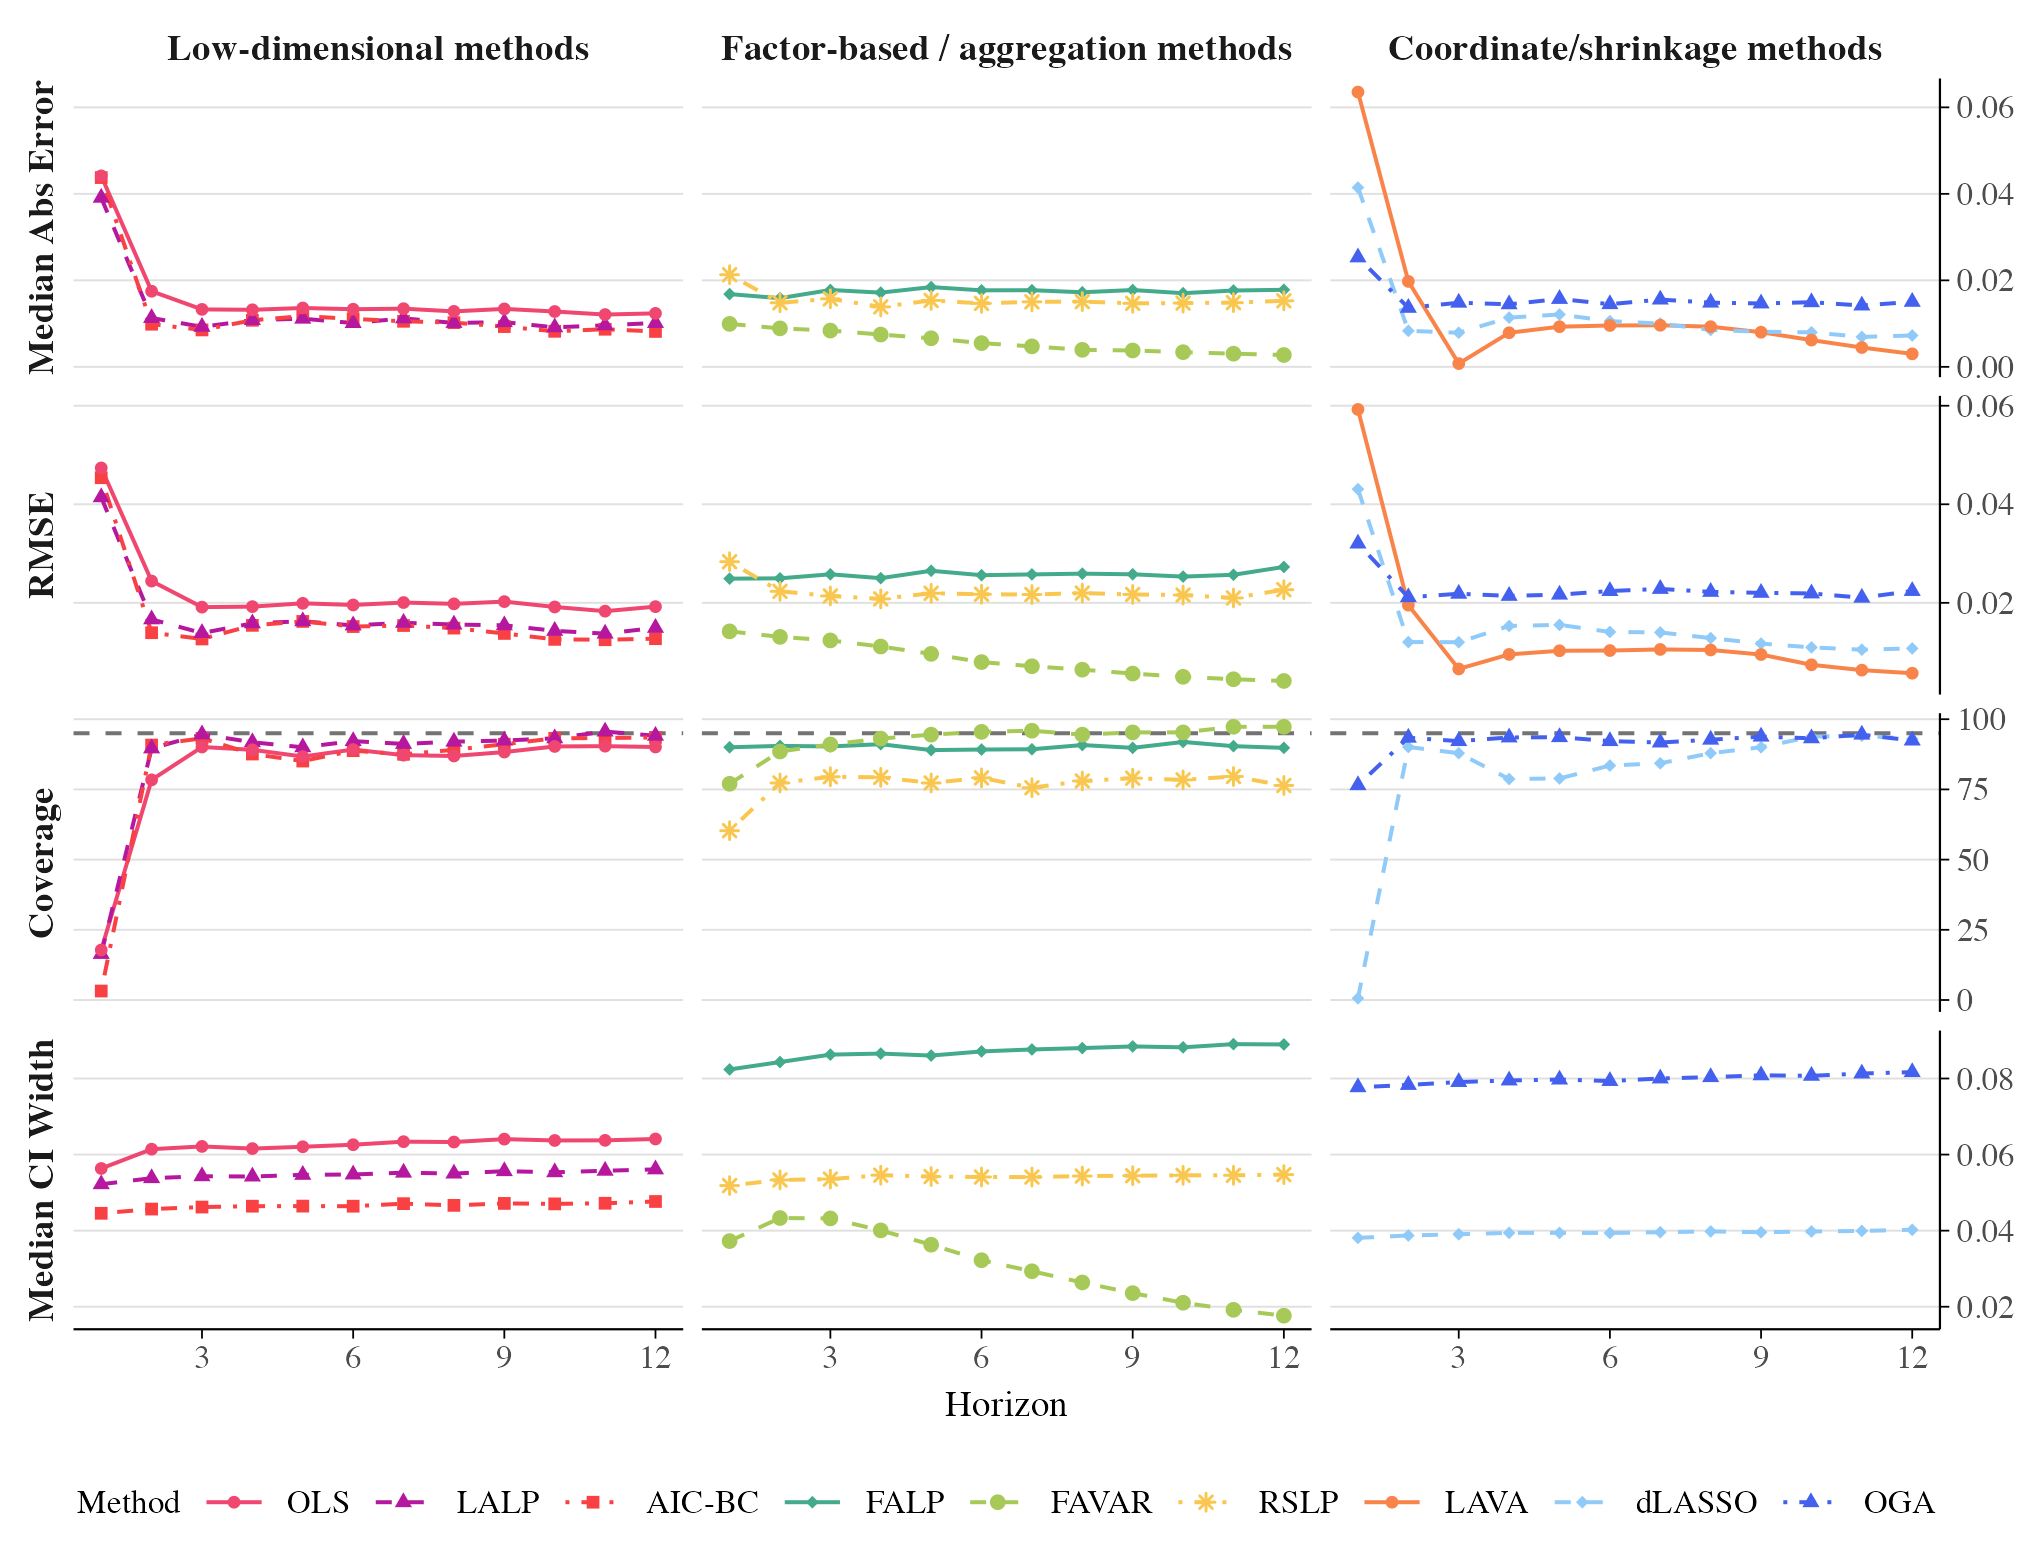 Low-dimensional methods
Factor-based / aggregation methods
Coordinate/shrinkage methods
Median Abs Error
0.06
0.04
0.02
0.00
RMSE
0.06
0.04
0.02
Coverage
100
75
50
25
0
Median CI Width
0.08
0.06
0.04
0.02
3 6 9 12
3 6 9 12
3 6 9 12
Horizon
Method OLS LALP AIC-BC FALP FAVAR RSLP LAVA dLASSO OGA